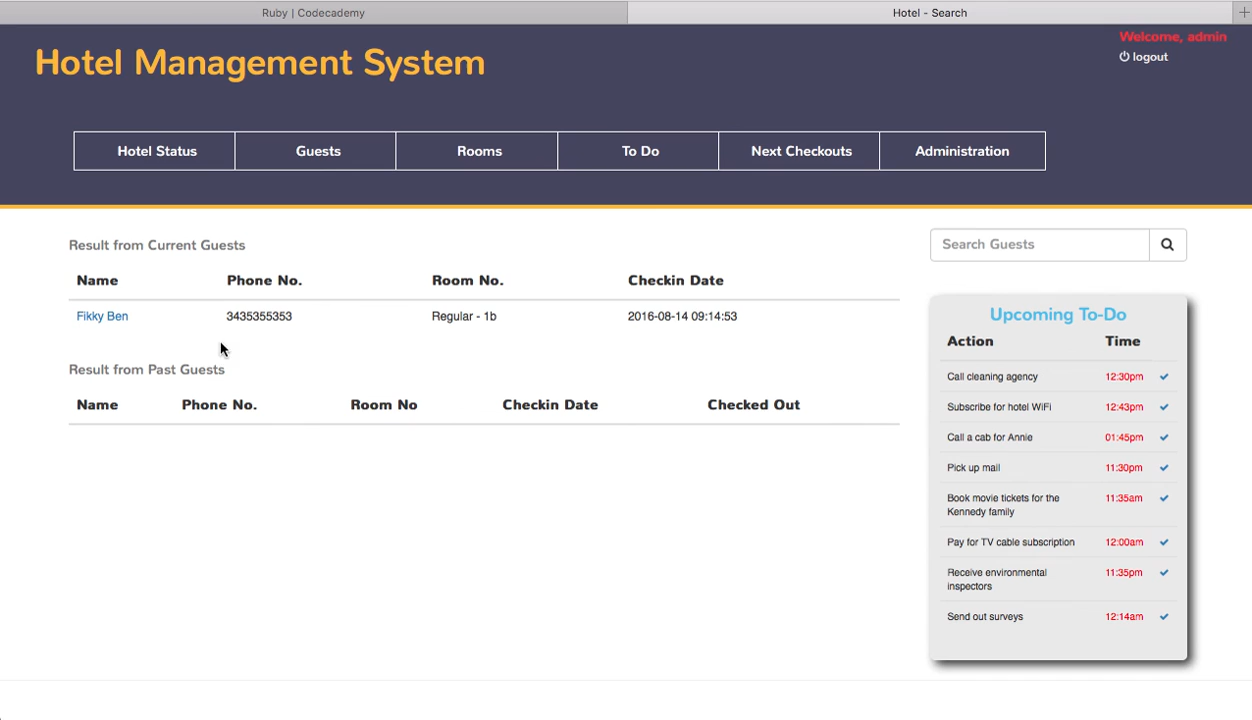 Ruby | Codecademy
Hotel - Search
Welcome, admin
logout
Hotel Management System
Hotel Status
Guests
Rooms
To Do
Next Checkouts
Administration
Result from Current Guests
Name Phone No. Room No. Checkin Date
Fikky Ben 3435355353 Regular - 1b 2016-08-14 09:14:53
Result from Past Guests
Name Phone No. Room No Checkin Date Checked Out
Search Guests
Upcoming To-Do
Action Time
Call cleaning agency 12:30pm
Subscribe for hotel WiFi 12:43pm
Call a cab for Annie 01:45pm
Pick up mail 11:30pm
Book movie tickets for the 11:35am
Kennedy family
Pay for TV cable subscription 12:00am
Receive environmental 11:35pm
inspectors
Send out surveys 12:14am